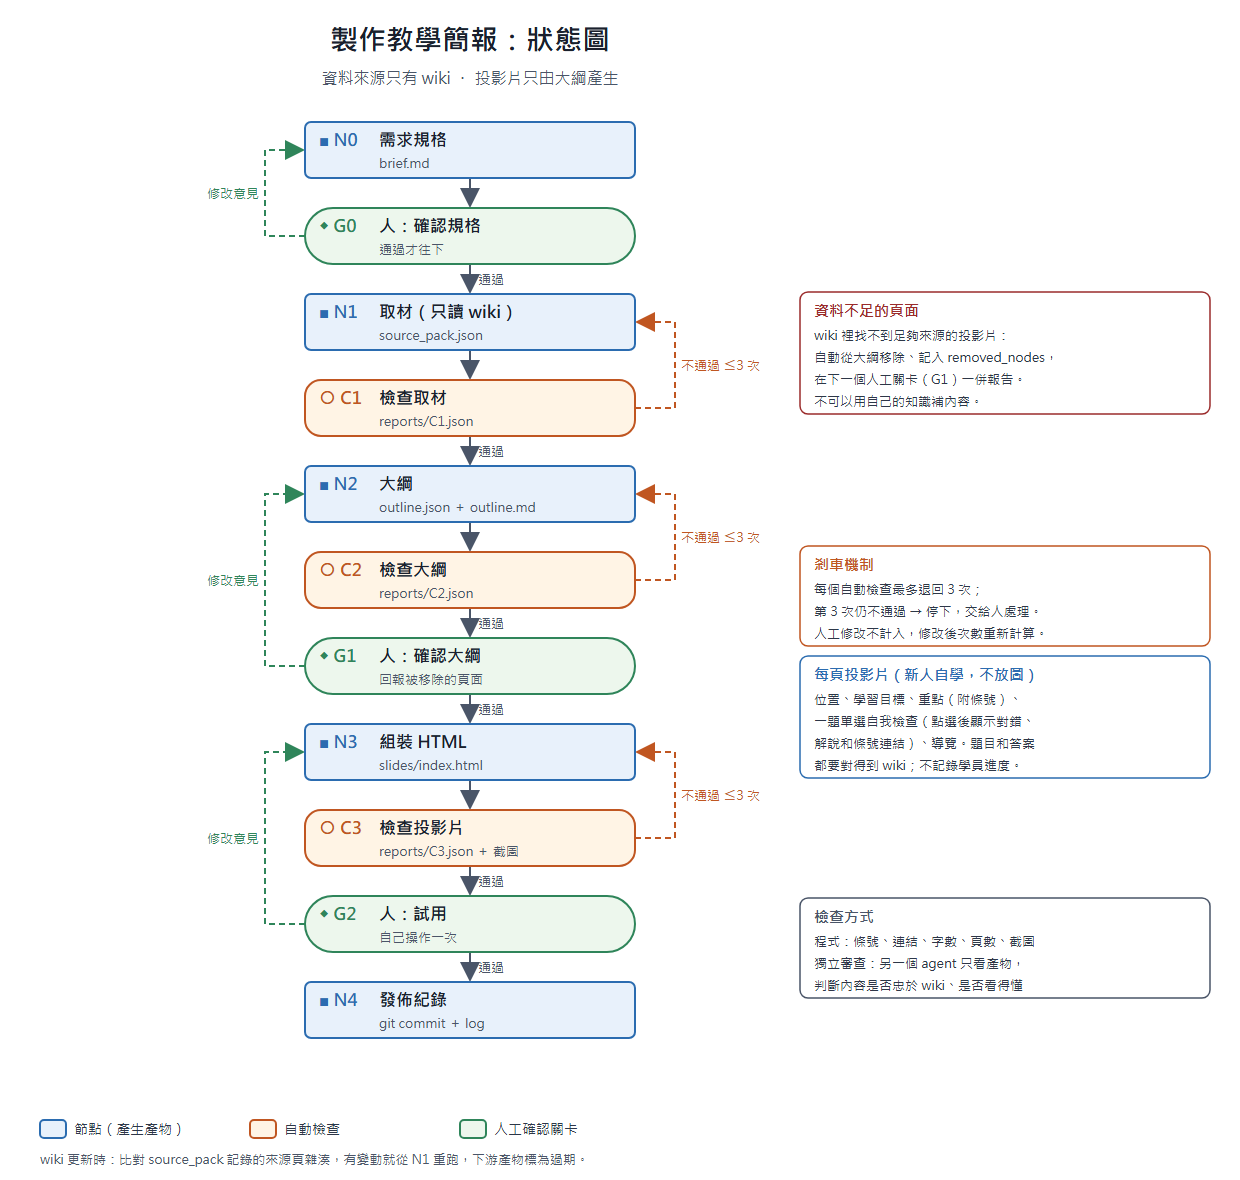 製作教學簡報：狀態圖
資料來源只有 wiki · 投影片只由大綱產生
■ N0 需求規格
brief.md
修改意見
◆ G0 人：確認規格
通過才往下
通過
■ N1 取材（只讀 wiki）
source_pack.json
不通過 ≤3 次
○ C1 檢查取材
reports/C1.json
通過
■ N2 大綱
outline.json + outline.md
不通過 ≤3 次
○ C2 檢查大綱
reports/C2.json
修改意見
通過
◆ G1 人：確認大綱
回報被移除的頁面
通過
■ N3 組裝 HTML
slides/index.html
不通過 ≤3 次
○ C3 檢查投影片
reports/C3.json + 截圖
修改意見
通過
◆ G2 人：試用
自己操作一次
通過
■ N4 發佈紀錄
git commit + log
資料不足的頁面
wiki 裡找不到足夠來源的投影片：
自動從大綱移除、記入 removed_nodes，
在下一個人工關卡（G1）一併報告。
不可以用自己的知識補內容。
剎車機制
每個自動檢查最多退回 3 次；
第 3 次仍不通過 → 停下，交給人處理。
人工修改不計入，修改後次數重新計算。
每頁投影片（新人自學，不放圖）
位置、學習目標、重點（附條號）、
一題單選自我檢查（點選後顯示對錯、
解說和條號連結）、導覽。題目和答案
都要對得到 wiki；不記錄學員進度。
檢查方式
程式：條號、連結、字數、頁數、截圖
獨立審查：另一個 agent 只看產物，
判斷內容是否忠於 wiki、是否看得懂
節點（產生產物）
自動檢查
人工確認關卡
wiki 更新時：比對 source_pack 記錄的來源頁雜湊，有變動就從 N1 重跑，下游產物標為過期。